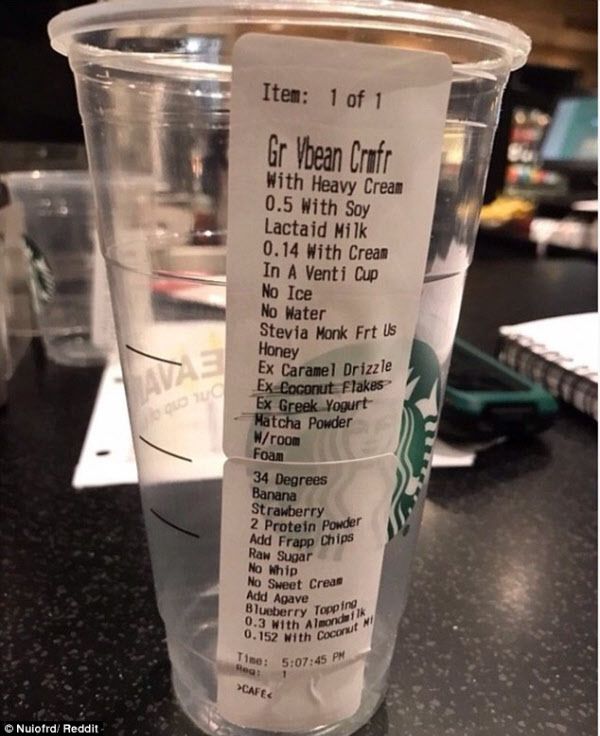 Item: 1 of 1
Gr Vbean Crmfr
With Heavy Cream
0.5 With Soy
Lactaid Milk
0.14 With Cream
In A Venti Cup
No Ice
No Water
Stevia Monk Frt Us
Honey
Ex Caramel Drizzle
Ex Coconut Flakes
Ex Greek Yogurt
Matcha Powder
W/room
Foam
34 Degrees
Banana
Strawberry
2 Protein Powder
Add Frapp Chips
Raw Sugar
No Whip
No Sweet Cream
Add Agave
Blueberry Topping
0.3 With Almondmilk
0.152 With Coconut Mi
Time: 5:07:45 PM
Reg: 1
>CAFE<
© Nuiofrd/ Reddit